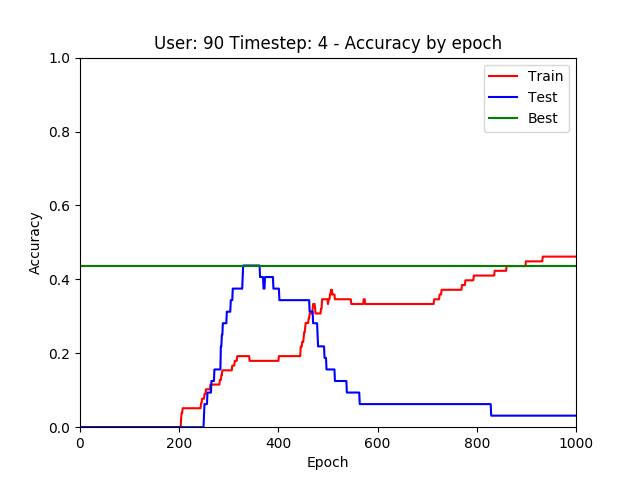 User: 90 Timestep: 4 - Accuracy by epoch
1.0
0.8
0.6
0.4
0.2
0.0
Accuracy
Train
Test
Best
0 200 400 600 800 1000
Epoch